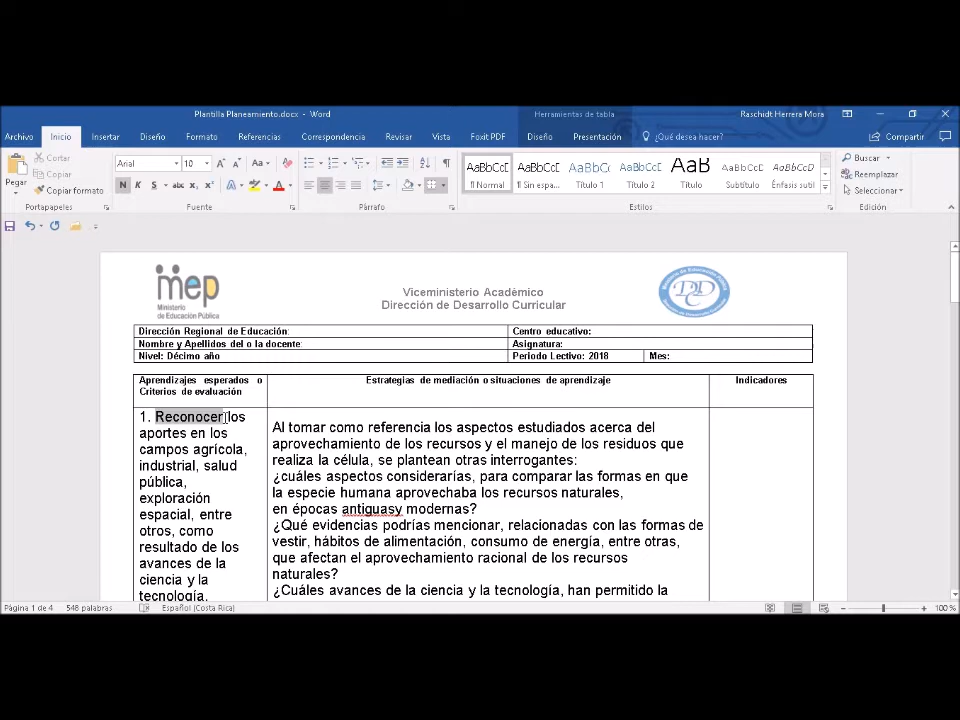 Plantilla Planeamiento.docx - Word
Herramientas de tabla
Raschidt Herrera Mora
Archivo Inicio Insertar Diseño Formato Referencias Correspondencia Revisar Vista Foxit PDF Diseño Presentación ¿Qué desea hacer? Compartir
Pegar
Cortar
Copiar
Copiar formato
Portapapeles
Arial 10
N K S abc x₂ x²
Fuente
Párrafo
AaBbCcD AaBbCcD AaBbCcD AaBbCcD AaB AaBbCcD AaBbCcD
¶ Normal ¶ Sin espa... Título 1 Título 2 Título Subtítulo Énfasis sutil
Estilos
Buscar
Reemplazar
Seleccionar
Edición
mep
Ministerio
de Educación Pública
Viceministerio Académico
Dirección de Desarrollo Curricular
DDC
Dirección Regional de Educación: Centro educativo:
Nombre y Apellidos del o la docente: Asignatura:
Nivel: Décimo año Periodo Lectivo: 2018 Mes:
Aprendizajes esperados o
Criterios de evaluación
Estrategias de mediación o situaciones de aprendizaje
Indicadores
1. Reconocer los
aportes en los
campos agrícola,
industrial, salud
pública,
exploración
espacial, entre
otros, como
resultado de los
avances de la
ciencia y la
tecnología.
Al tomar como referencia los aspectos estudiados acerca del
aprovechamiento de los recursos y el manejo de los residuos que
realiza la célula, se plantean otras interrogantes:
¿cuáles aspectos considerarías, para comparar las formas en que
la especie humana aprovechaba los recursos naturales,
en épocas antiguasy modernas?
¿Qué evidencias podrías mencionar, relacionadas con las formas de
vestir, hábitos de alimentación, consumo de energía, entre otras,
que afectan el aprovechamiento racional de los recursos
naturales?
¿Cuáles avances de la ciencia y la tecnología, han permitido la
Página 1 de 4 548 palabras Español (Costa Rica) 100 %